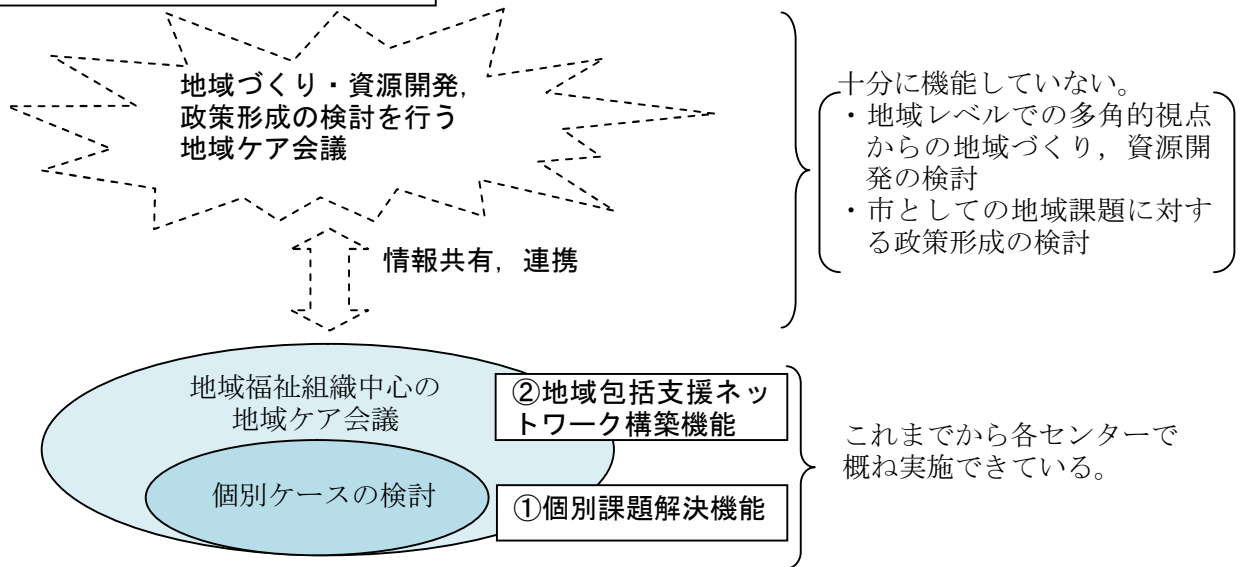 地域づくり・資源開発，
政策形成の検討を行う
地域ケア会議
十分に機能していない。
・地域レベルでの多角的視点
からの地域づくり，資源開
発の検討
・市としての地域課題に対す
る政策形成の検討
情報共有，連携
地域福祉組織中心の
地域ケア会議
②地域包括支援ネッ
トワーク構築機能
個別ケースの検討
①個別課題解決機能
これまでから各センターで
概ね実施できている。